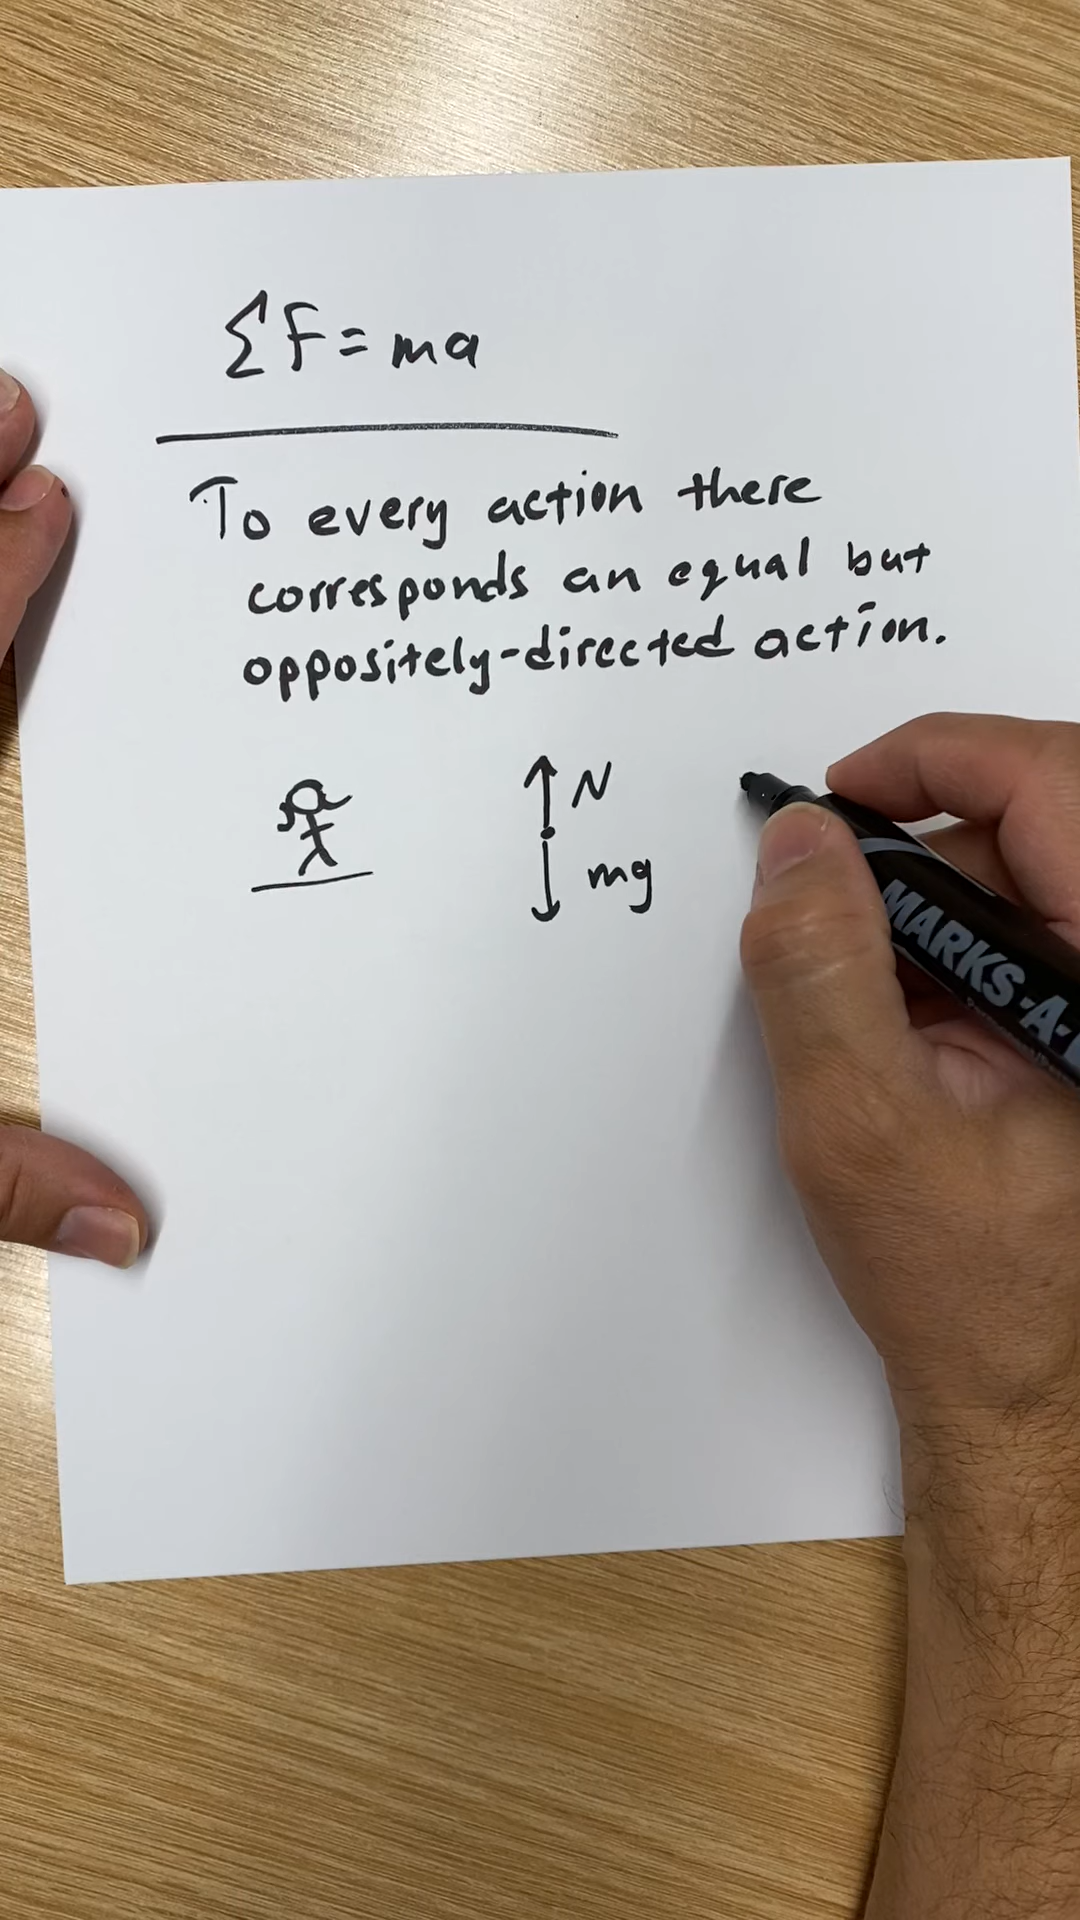 ΣF = ma
To every action there
corresponds an equal but
oppositely-directed action.
N
mg
MARKS-A-